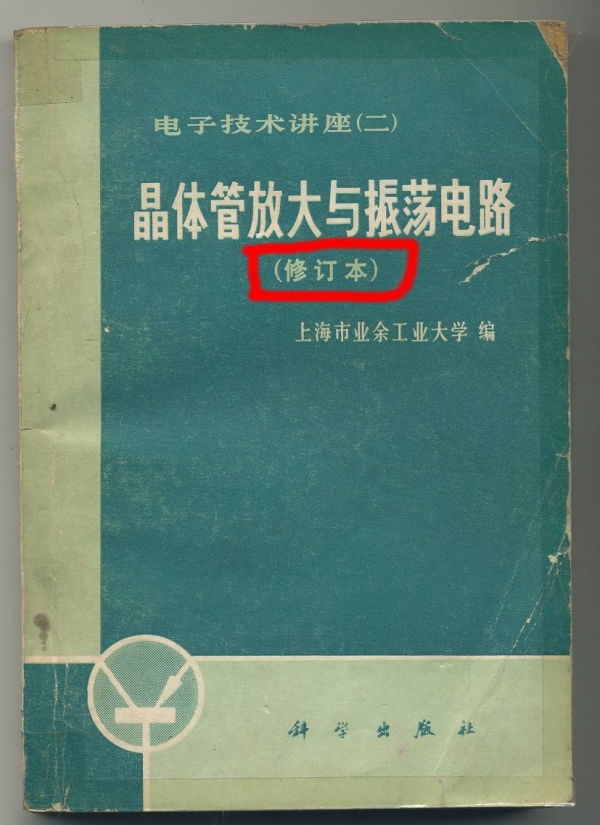 电子技术讲座(二)
晶体管放大与振荡电路
(修订本)
上海市业余工业大学 编
科学出版社